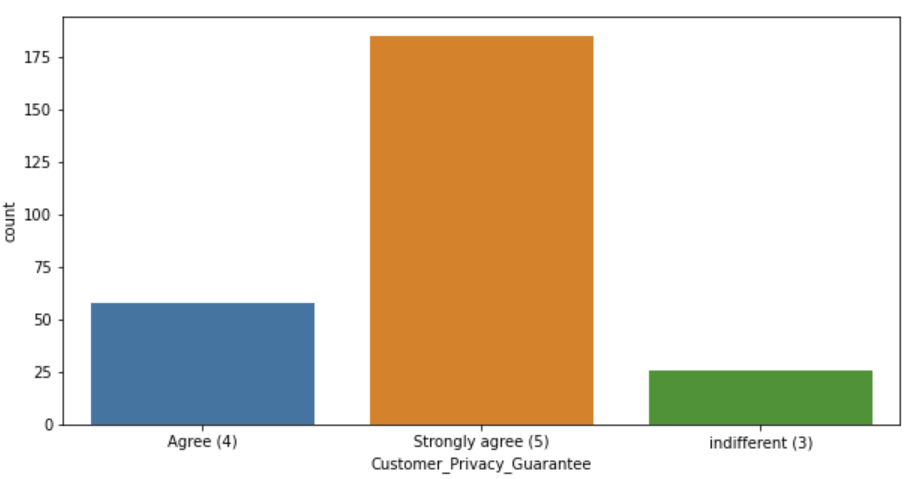 175
150
125
100
75
50
25
0
count
Agree (4)
Strongly agree (5)
indifferent (3)
Customer_Privacy_Guarantee